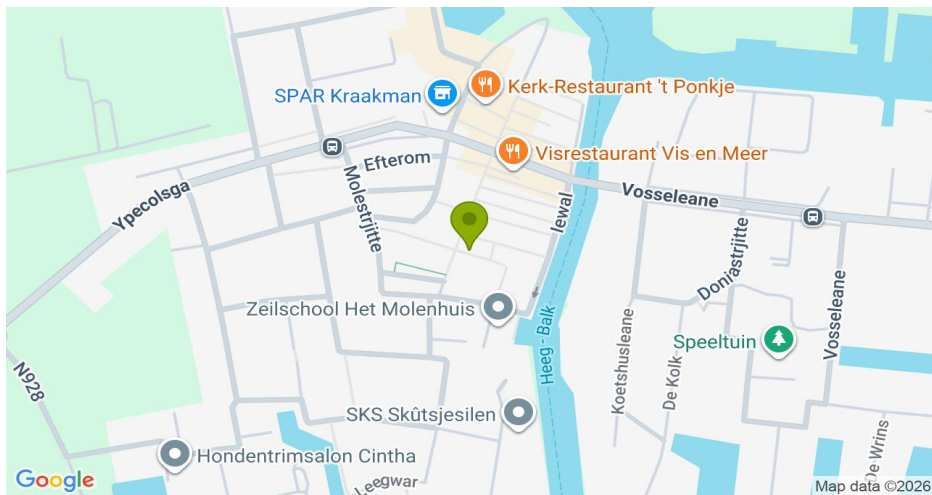 Kerk-Restaurant 't Ponkje
SPAR Kraakman
Visrestaurant Vis en Meer
Efterom
Molestrjitte
Ypecolsga
Vosseleane
Iewal
Doniastrjitte
Zeilschool Het Molenhuis
Heeg - Balk
Koetshusleane
Speeltuin
Vosseleane
De Kolk
N928
SKS Skûtsjesilen
Hondentrimsalon Cintha
De Wrins
Leegwar
Google
Map data ©2026